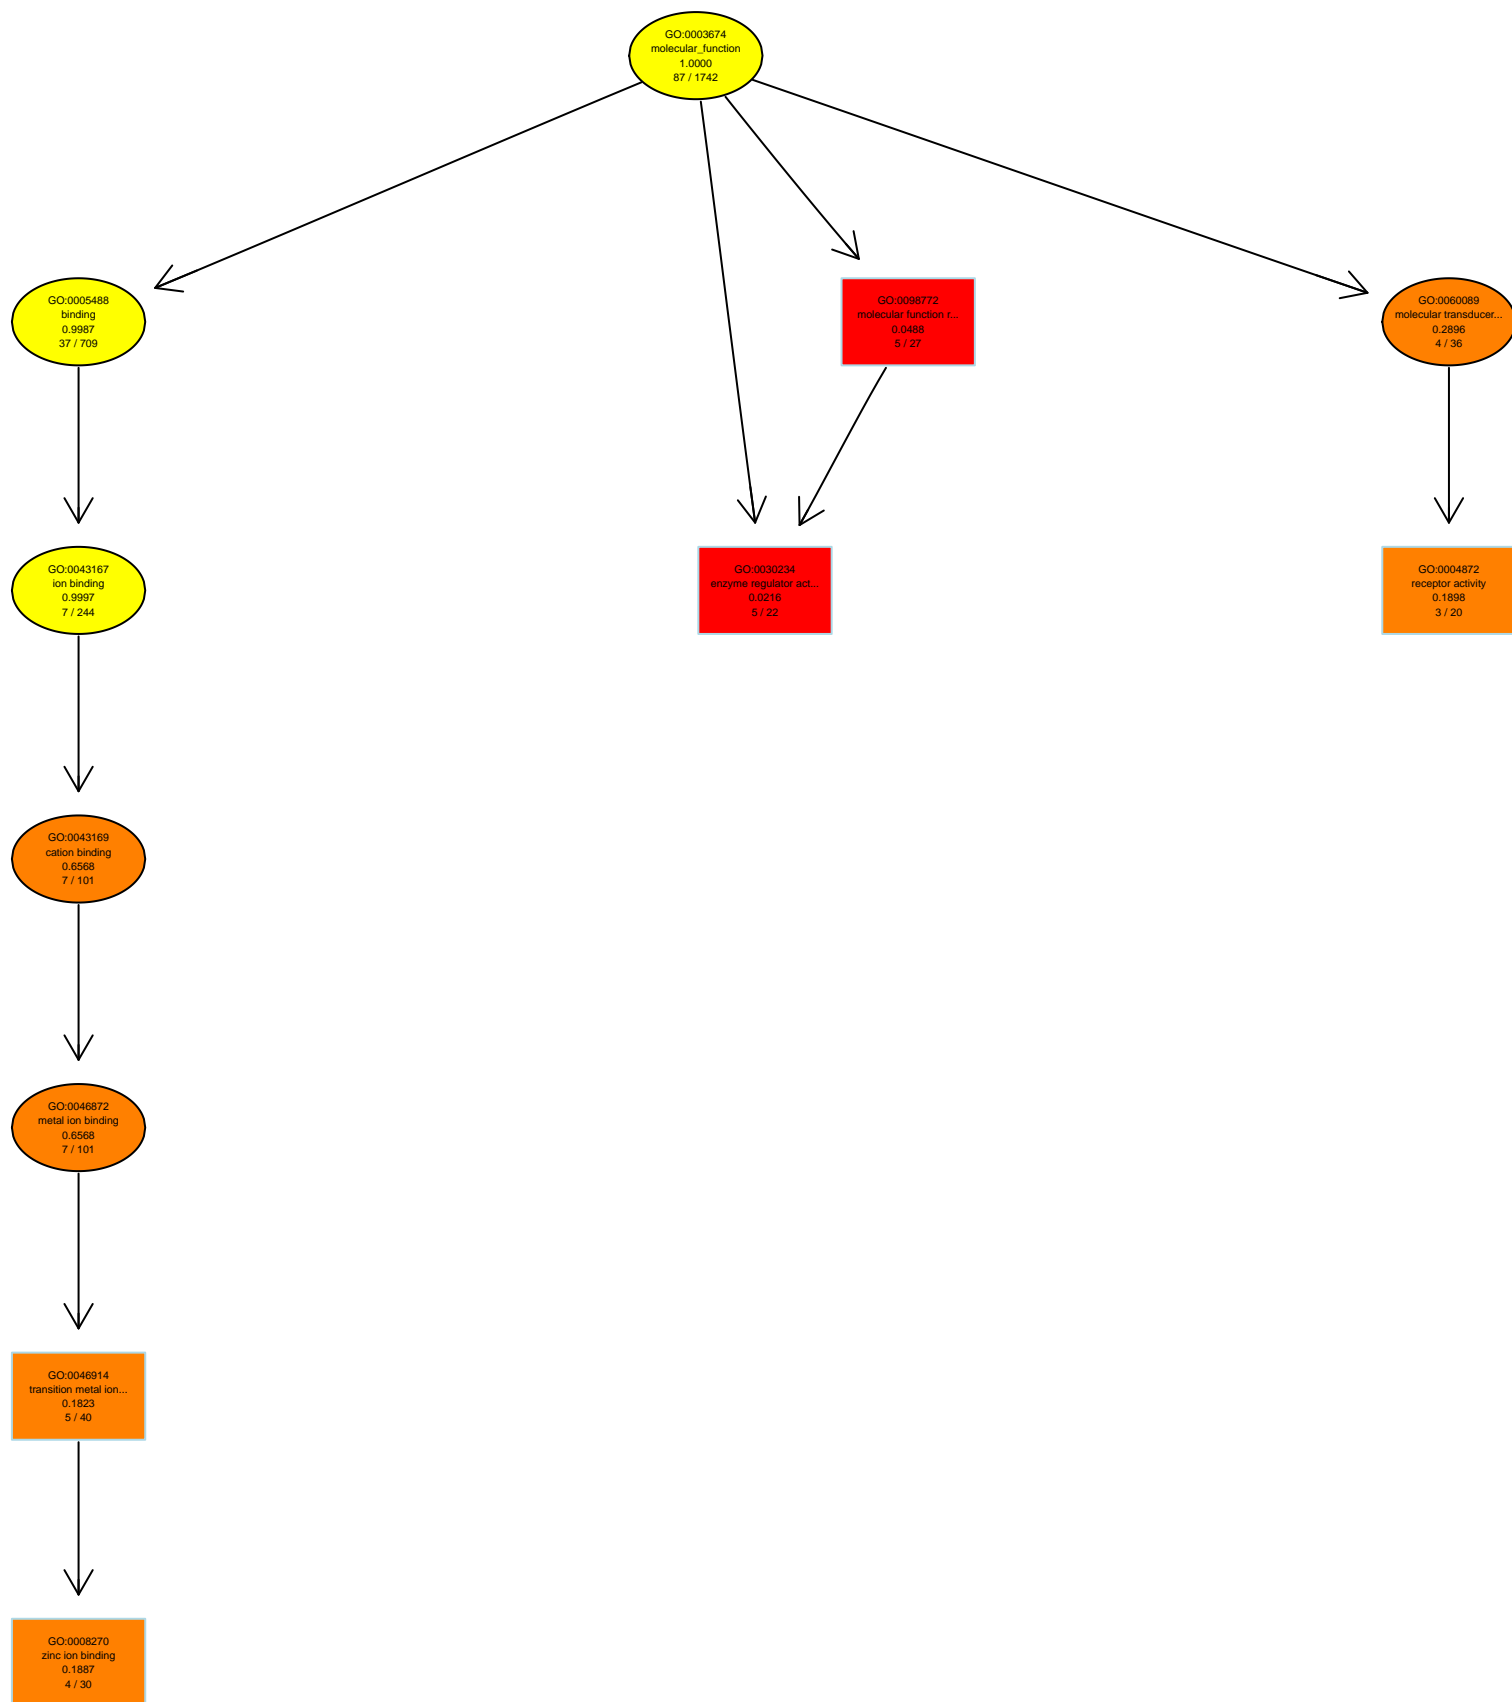 GO:0003674
molecular_function
1.0000
87 / 1742
GO:0005488
binding
0.9987
37 / 709
GO:0098772
molecular function r...
0.0488
5 / 27
GO:0060089
molecular transducer...
0.2896
4 / 36
GO:0043167
ion binding
0.9997
7 / 244
GO:0030234
enzyme regulator act...
0.0216
5 / 22
GO:0004872
receptor activity
0.1898
3 / 20
GO:0043169
cation binding
0.6568
7 / 101
GO:0046872
metal ion binding
0.6568
7 / 101
GO:0046914
transition metal ion...
0.1823
5 / 40
GO:0008270
zinc ion binding
0.1887
4 / 30